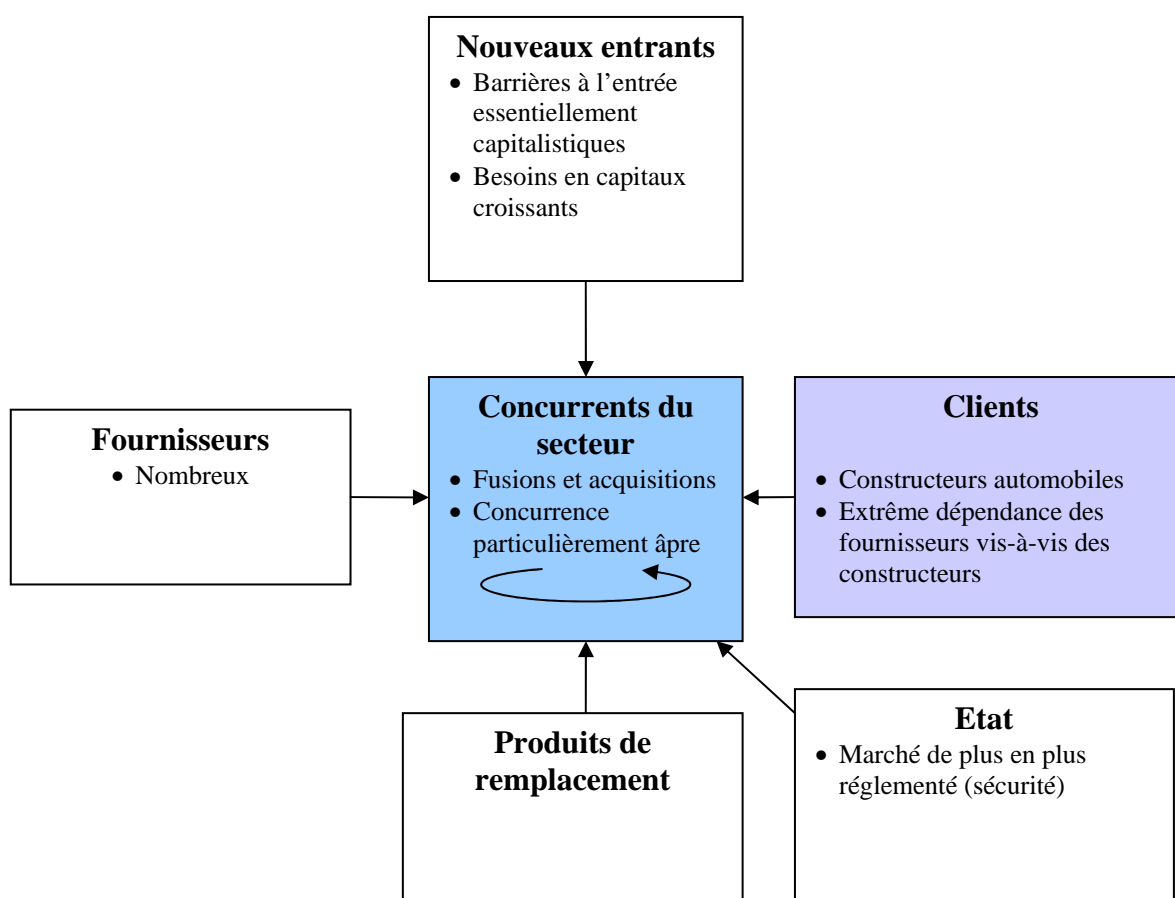 Nouveaux entrants
• Barrières à l’entrée
essentiellement
capitalistiques
• Besoins en capitaux
croissants
Fournisseurs
• Nombreux
Concurrents du
secteur
• Fusions et acquisitions
• Concurrence
particulièrement âpre
Clients
• Constructeurs automobiles
• Extrême dépendance des
fournisseurs vis-à-vis des
constructeurs
Produits de
remplacement
Etat
• Marché de plus en plus
réglementé (sécurité)